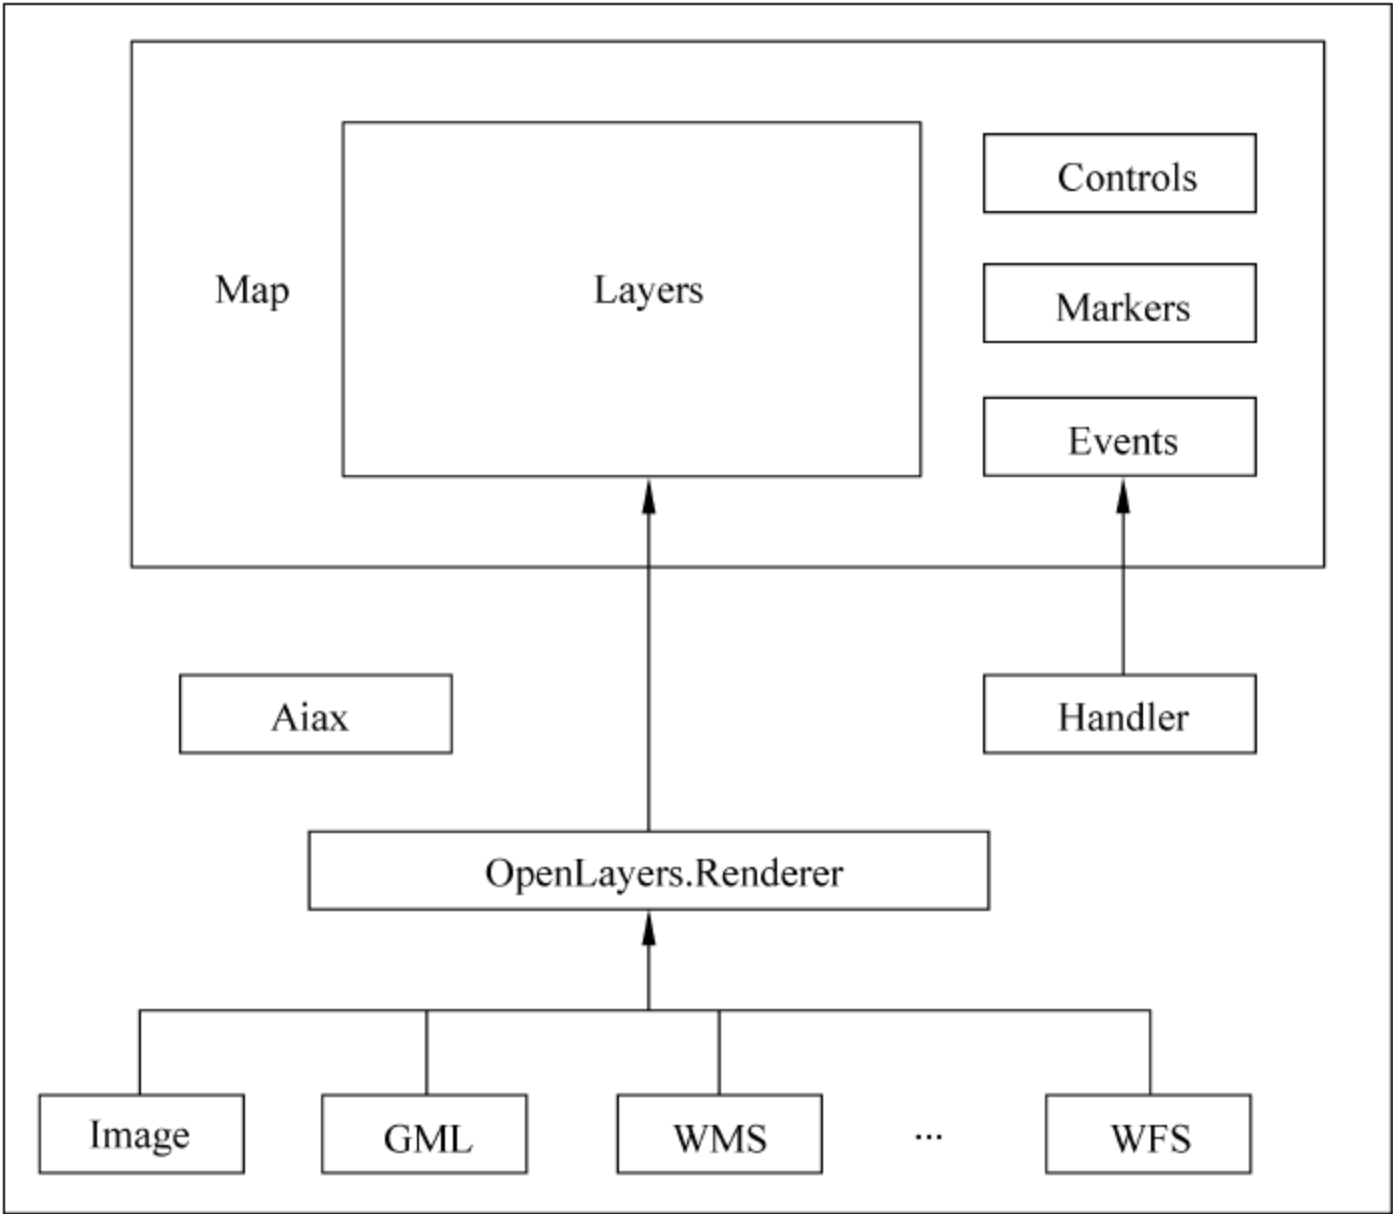 Controls
Map
Layers
Markers
Events
Aiax
Handler
OpenLayers.Renderer
Image
GML
WMS
...
WFS